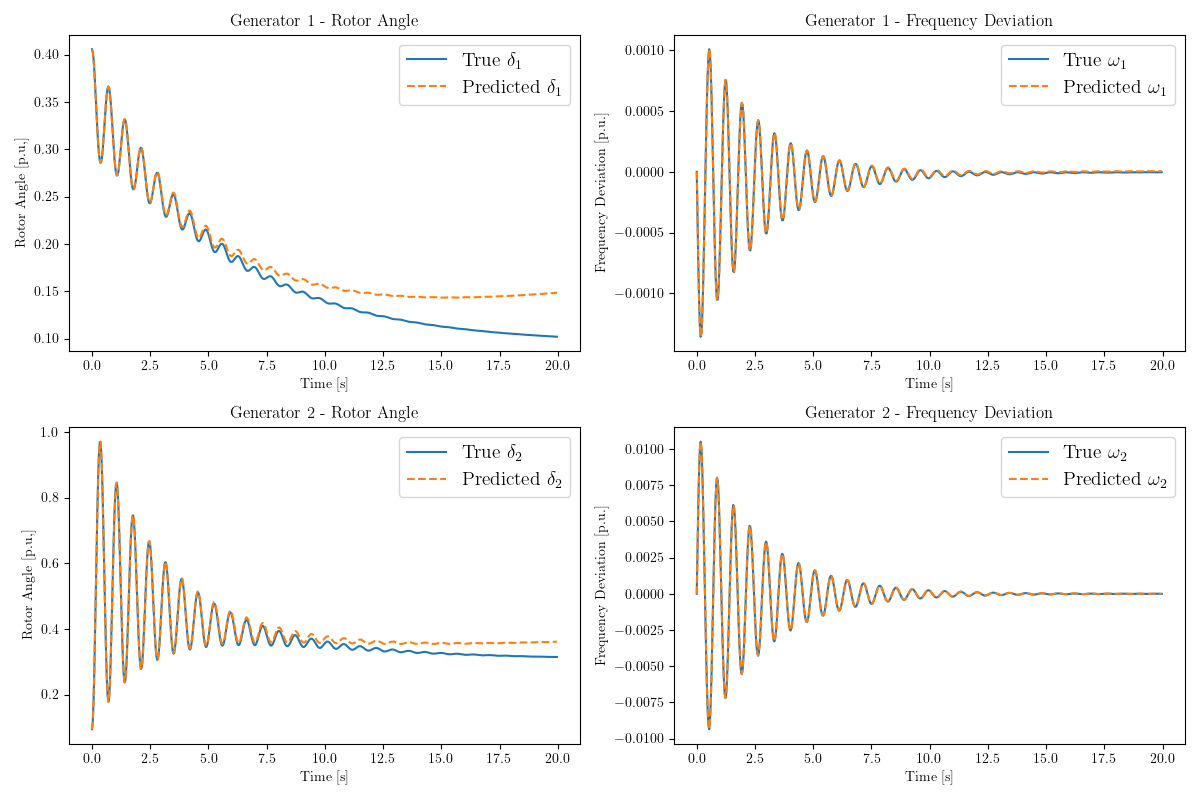 Generator 1 - Rotor Angle
True δ₁
Predicted δ₁
0.40
0.35
0.30
0.25
0.20
0.15
0.10
Rotor Angle [p.u.]
0.0 2.5 5.0 7.5 10.0 12.5 15.0 17.5 20.0
Time [s]
Generator 1 - Frequency Deviation
True ω₁
Predicted ω₁
0.0010
0.0005
0.0000
−0.0005
−0.0010
Frequency Deviation [p.u.]
0.0 2.5 5.0 7.5 10.0 12.5 15.0 17.5 20.0
Time [s]
Generator 2 - Rotor Angle
True δ₂
Predicted δ₂
1.0
0.8
0.6
0.4
0.2
Rotor Angle [p.u.]
0.0 2.5 5.0 7.5 10.0 12.5 15.0 17.5 20.0
Time [s]
Generator 2 - Frequency Deviation
True ω₂
Predicted ω₂
0.0100
0.0075
0.0050
0.0025
0.0000
−0.0025
−0.0050
−0.0075
−0.0100
Frequency Deviation [p.u.]
0.0 2.5 5.0 7.5 10.0 12.5 15.0 17.5 20.0
Time [s]